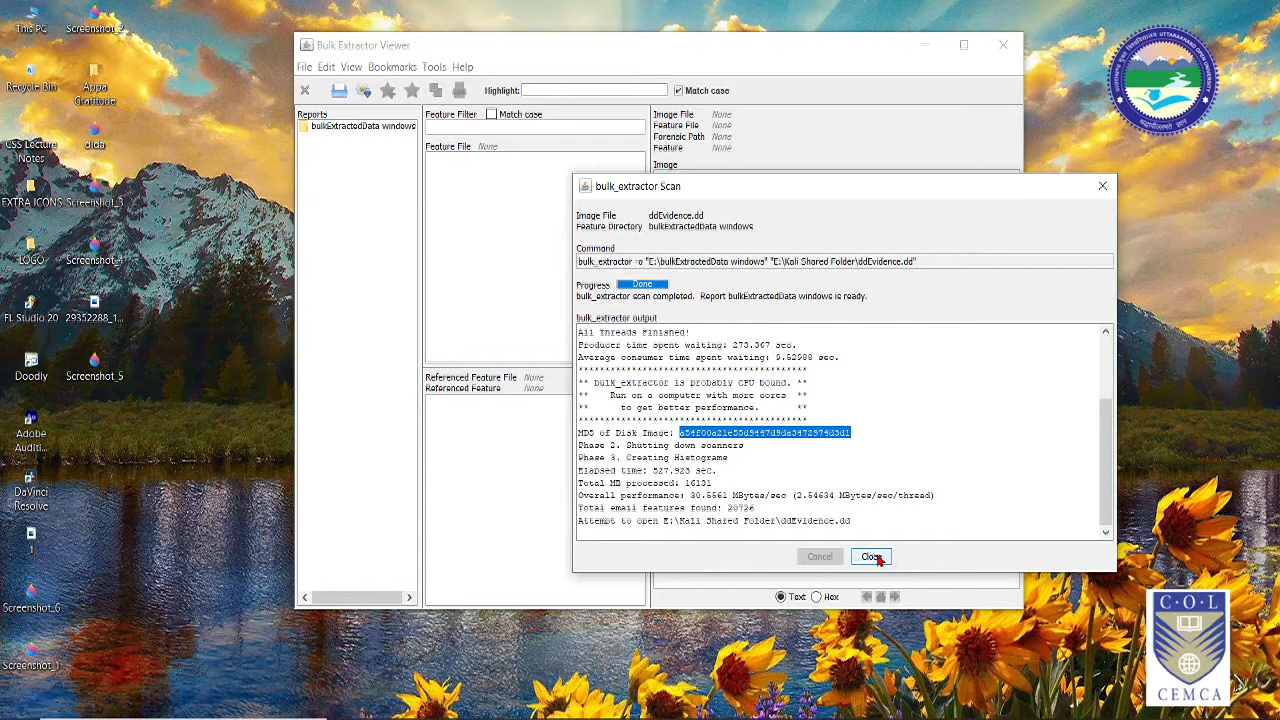 This PC
Screenshot_2
Recycle Bin
Appa
Gratitude
CSS Lecture
Notes
EXTRA ICONS
Screenshot_3
LOGO
Screenshot_4
FL Studio 20
29352288_1...
Doodly
Screenshot_5
Adobe
Audition
DaVinci
Resolve
1
Screenshot_6
Screenshot_1
Bulk Extractor Viewer
File Edit View Bookmarks Tools Help
Highlight: Match case
Reports
bulkExtractedData windows
Feature Filter Match case
Feature File None
Referenced Feature File None
Referenced Feature None
Image File None
Feature File None
Forensic Path None
Feature None
Image
Text Hex
bulk_extractor Scan
Image File ddEvidence.dd
Feature Directory bulkExtractedData windows
Command
bulk_extractor -o "E:\bulkExtractedData windows" "E:\Kali Shared Folder\ddEvidence.dd"
Progress Done
bulk_extractor scan completed. Report bulkExtractedData windows is ready.
bulk_extractor output
All Threads Finished!
Producer time spent waiting: 273.367 sec.
Average consumer time spent waiting: sec.
*******************************************
** bulk_extractor is probably CPU bound. **
** Run on a computer with more cores **
** to get better performance. **
*******************************************
MD5 of Disk Image:
Phase 2. Shutting down scanners
Phase 3. Creating Histograms
Elapsed time: 527.923 sec.
Total MB processed: 16131
Overall performance: 30.5561 MBytes/sec (2.54634 MBytes/sec/thread)
Total email features found: 20726
Attempt to open E:\Kali Shared Folder\ddEvidence.dd
Cancel Close
UTTARAKHAND OPEN UNIVERSITY
C·O·L
CEMCA